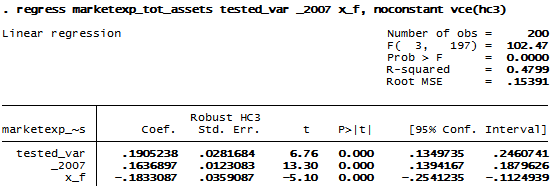 . regress marketexp_tot_assets tested_var _2007 x_f, noconstant vce(hc3)
Linear regression Number of obs = 200
F( 3, 197) = 102.47
Prob > F = 0.0000
R-squared = 0.4799
Root MSE = .15391
Robust HC3
marketexp_~s Coef. Std. Err. t P>|t| [95% Conf. Interval]
tested_var .1905238 .0281684 6.76 0.000 .1349735 .2460741
_2007 .1636897 .0123083 13.30 0.000 .1394167 .1879626
x_f -.1833087 .0359087 -5.10 0.000 -.2541235 -.1124939